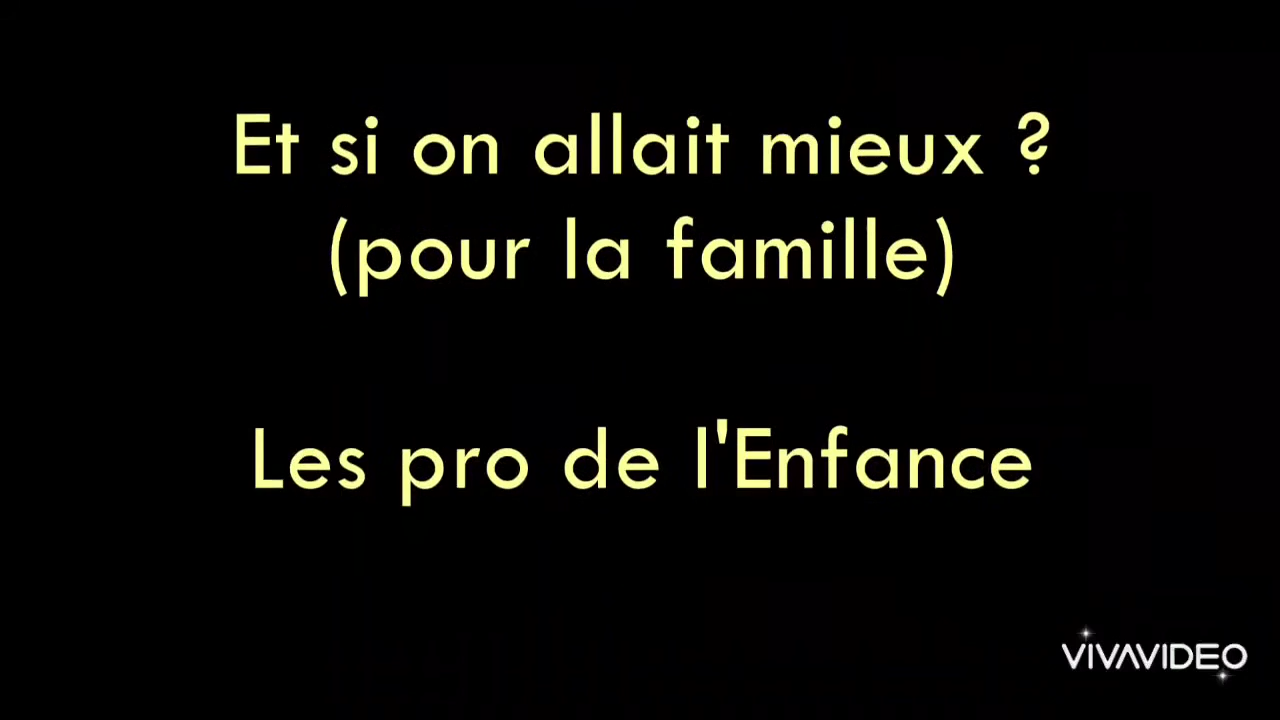 Et si on allait mieux ?
(pour la famille)
Les pro de l'Enfance
VIVAVIDEO